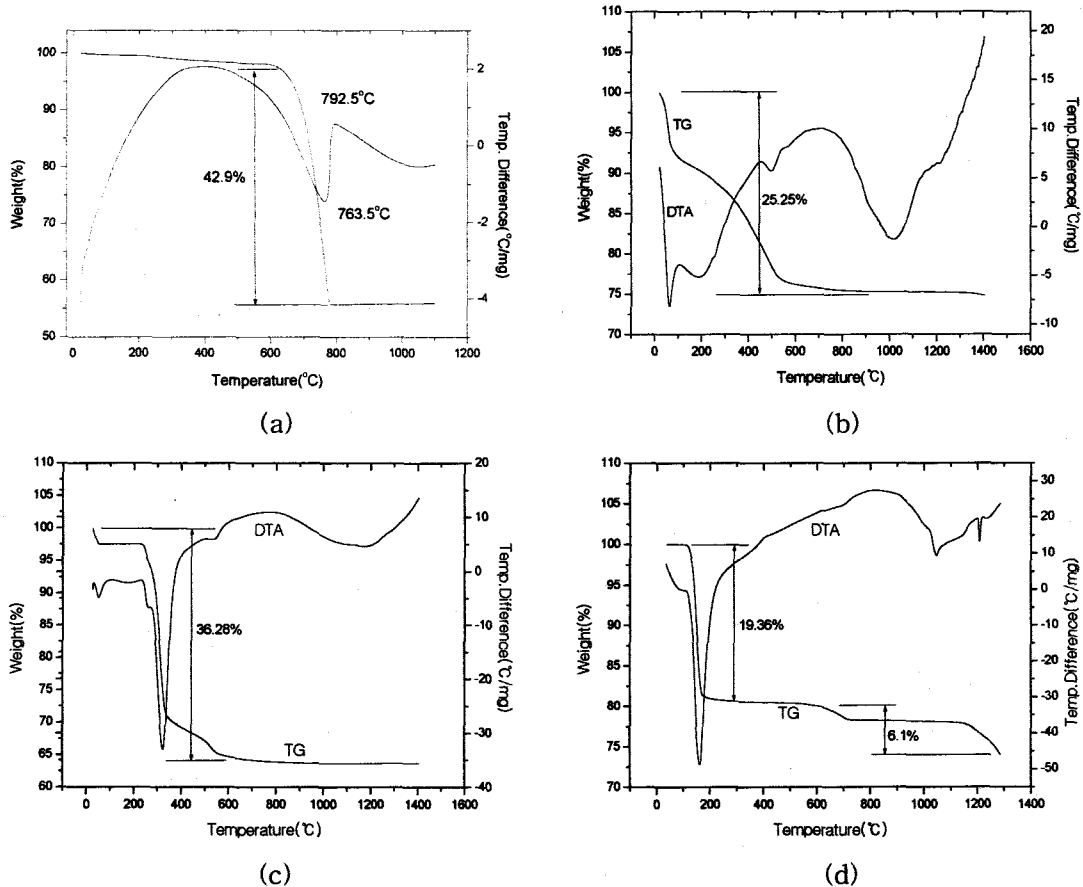 100
90
80
70
60
50
Weight(%)
2
0
-2
-4
Temp. Difference(°C/mg)
792.5°C
42.9%
763.5°C
0 200 400 600 800 1000 1200
Temperature(°C)
(a)
110
105
100
95
90
85
80
75
70
Weight(%)
20
15
10
5
0
-5
-10
Temp. Difference(℃/mg)
TG
DTA
25.25%
0 200 400 600 800 1000 1200 1400 1600
Temperature(℃)
(b)
110
105
100
95
90
85
80
75
70
65
60
Weight(%)
20
10
0
-10
-20
-30
-40
Temp.Difference(℃/mg)
DTA
36.28%
TG
0 200 400 600 800 1000 1200 1400 1600
Temperature(℃)
(c)
110
105
100
95
90
85
80
75
70
Weight(%)
30
20
10
0
-10
-20
-30
-40
-50
Temp.Difference(℃/mg)
DTA
19.36%
TG
6.1%
0 200 400 600 800 1000 1200 1400
Temperature(℃)
(d)